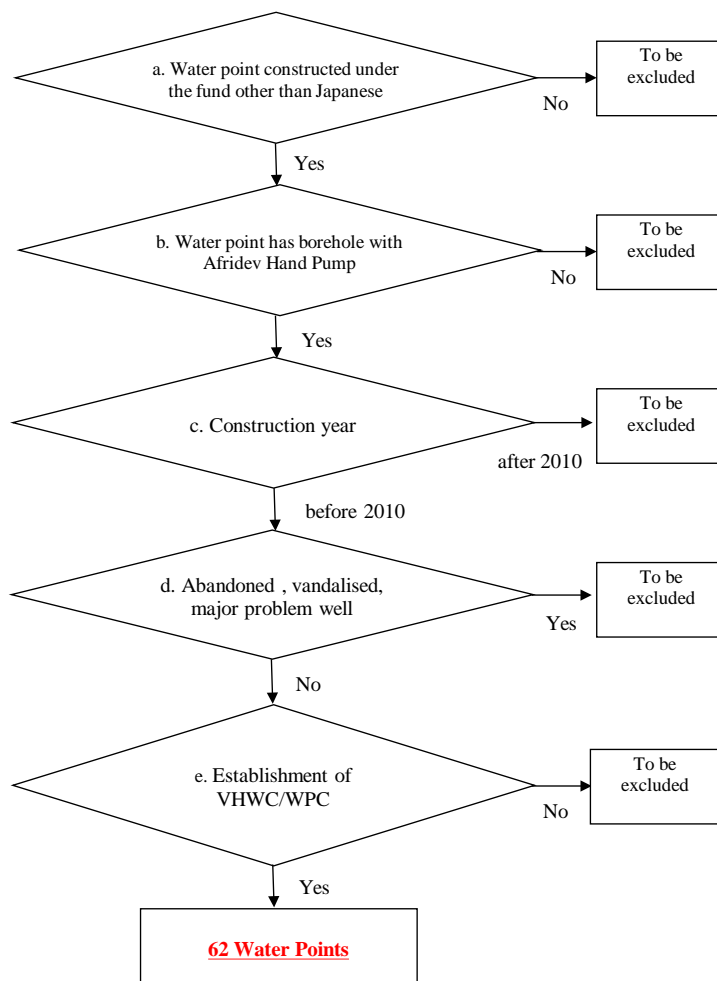 a. Water point constructed under
the fund other than Japanese
To be
excluded
No
Yes
b. Water point has borehole with
Afridev Hand Pump
To be
excluded
No
Yes
c. Construction year
To be
excluded
after 2010
before 2010
d. Abandoned , vandalised,
major problem well
To be
excluded
Yes
No
e. Establishment of
VHWC/WPC
To be
excluded
No
Yes
62 Water Points